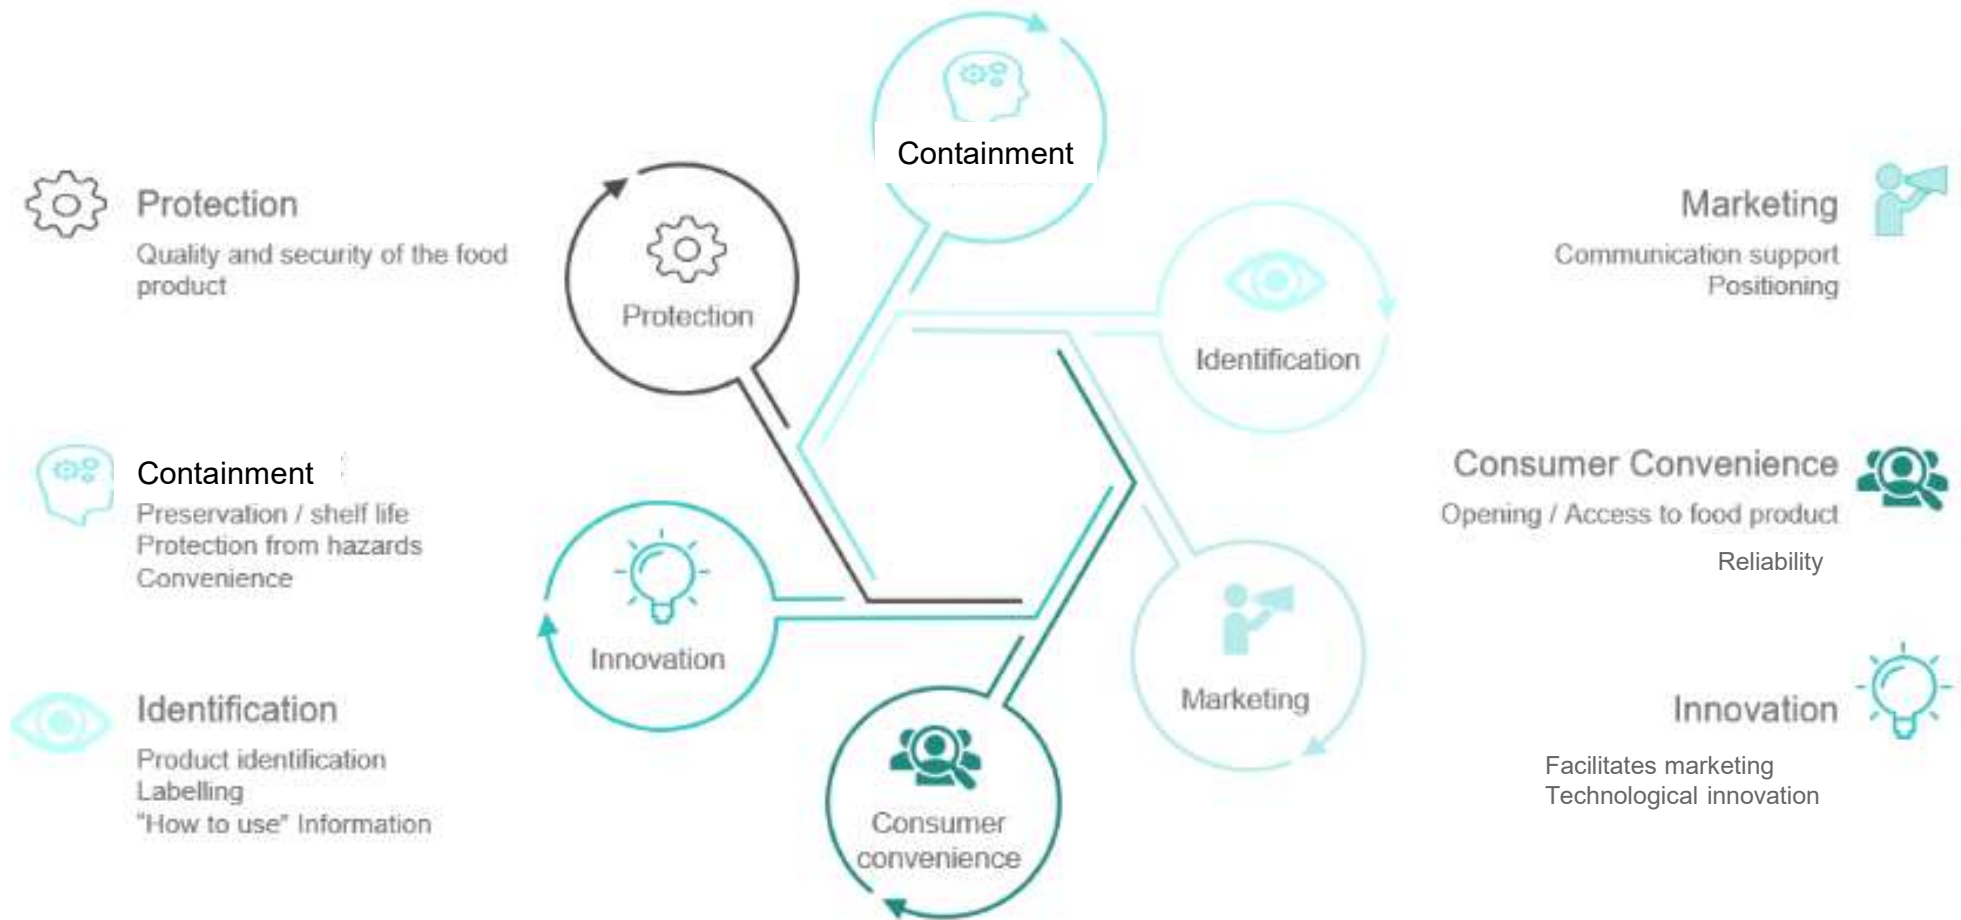 Protection
Quality and security of the food
product
Containment
Preservation / shelf life
Protection from hazards
Convenience
Identification
Product identification
Labelling
"How to use" Information
Containment
Protection
Identification
Innovation
Marketing
Consumer
convenience
Marketing
Communication support
Positioning
Consumer Convenience
Opening / Access to food product
Reliability
Innovation
Facilitates marketing
Technological innovation